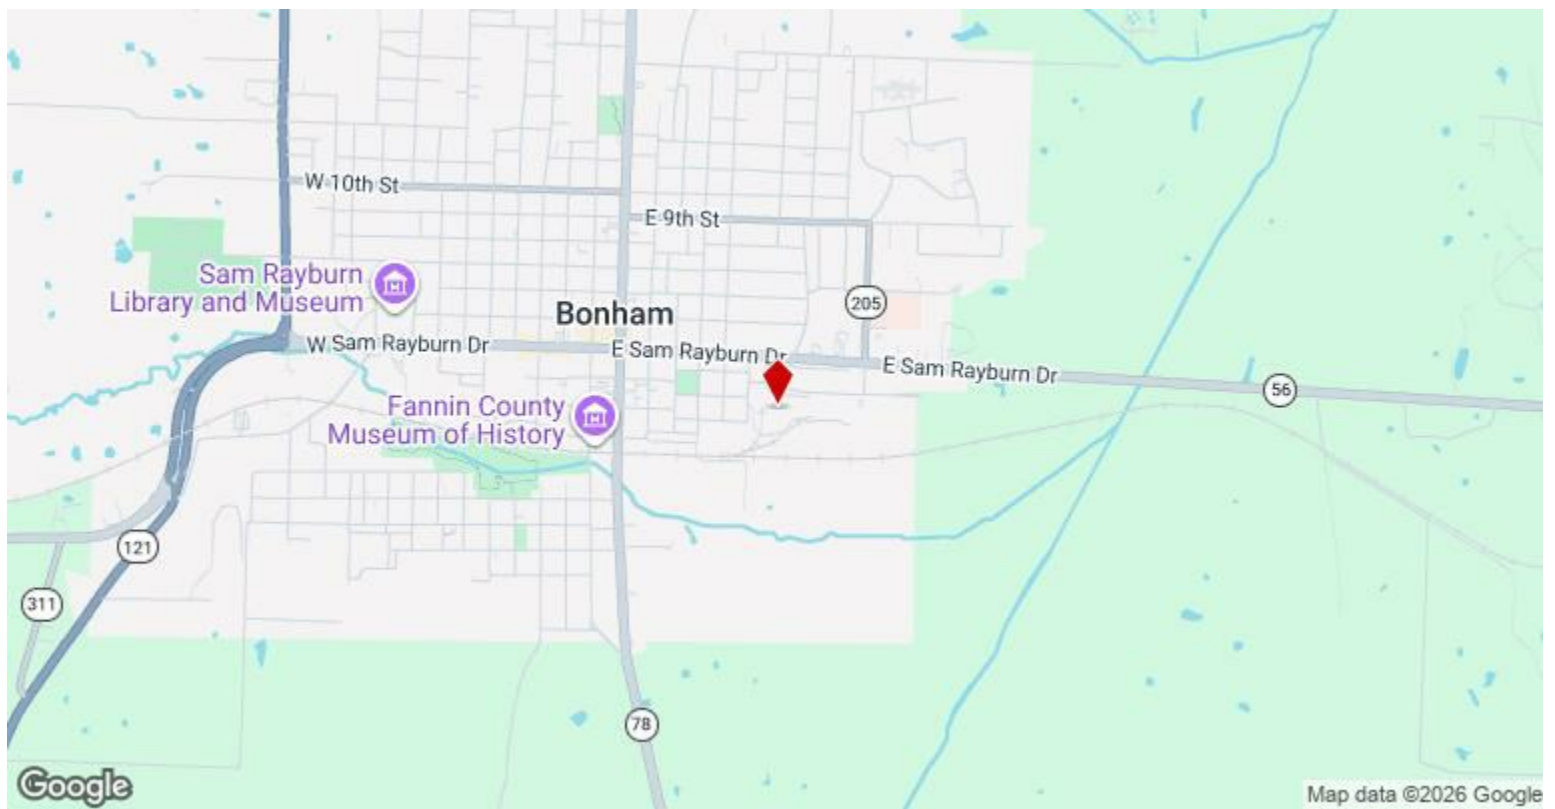 W 10th St
E 9th St
Sam Rayburn
Library and Museum
205
Bonham
W Sam Rayburn Dr
E Sam Rayburn Dr
E Sam Rayburn Dr
56
Fannin County
Museum of History
121
311
78
Google
Map data ©2026 Google